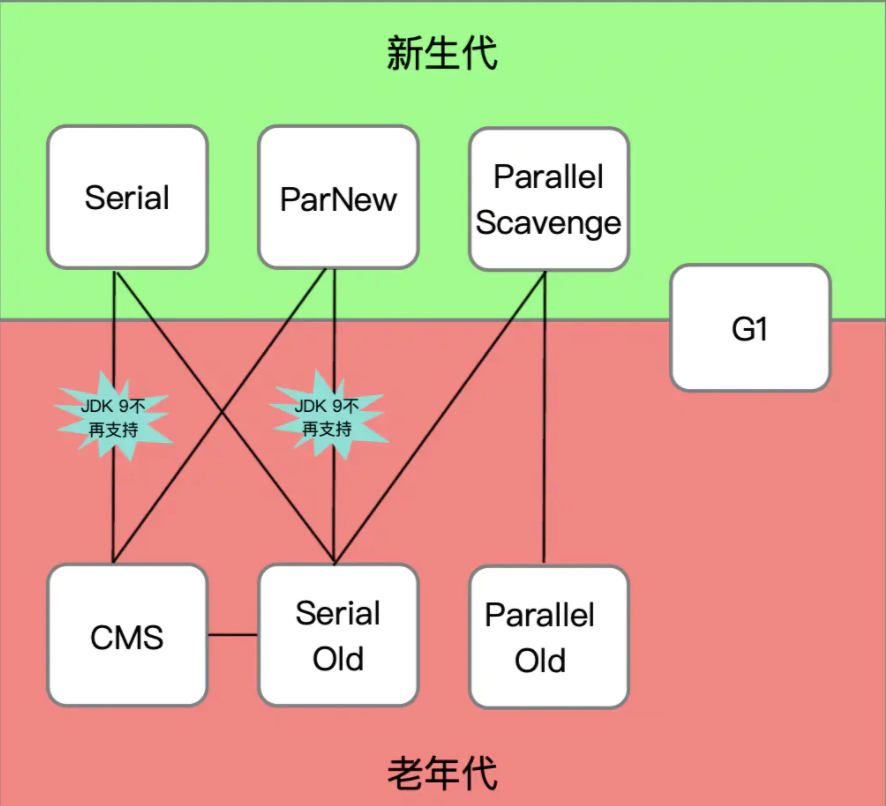 新生代
Serial
ParNew
Parallel
Scavenge
G1
JDK 9不
再支持
JDK 9不
再支持
CMS
Serial
Old
Parallel
Old
老年代